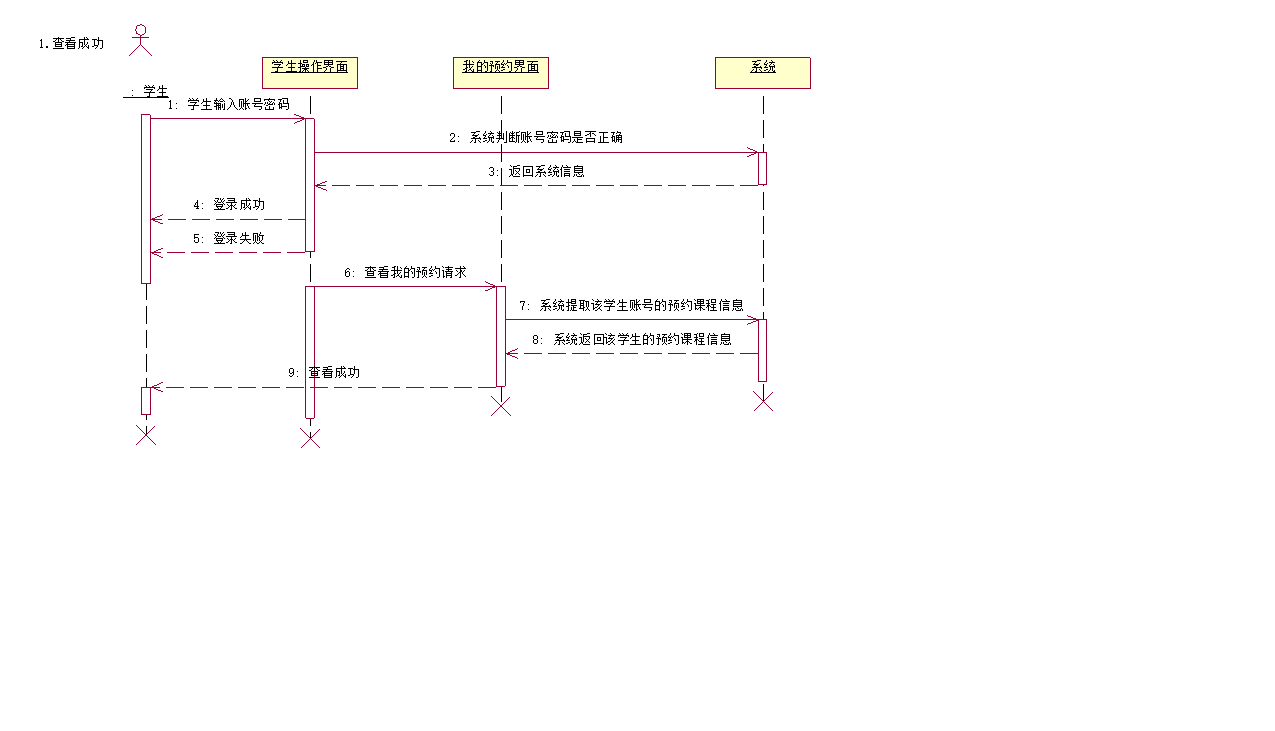 1.查看成功
学生操作界面
我的预约界面
系统
: 学生
1: 学生输入账号密码
2: 系统判断账号密码是否正确
3: 返回系统信息
4: 登录成功
5: 登录失败
6: 查看我的预约请求
7: 系统提取该学生账号的预约课程信息
8: 系统返回该学生的预约课程信息
9: 查看成功